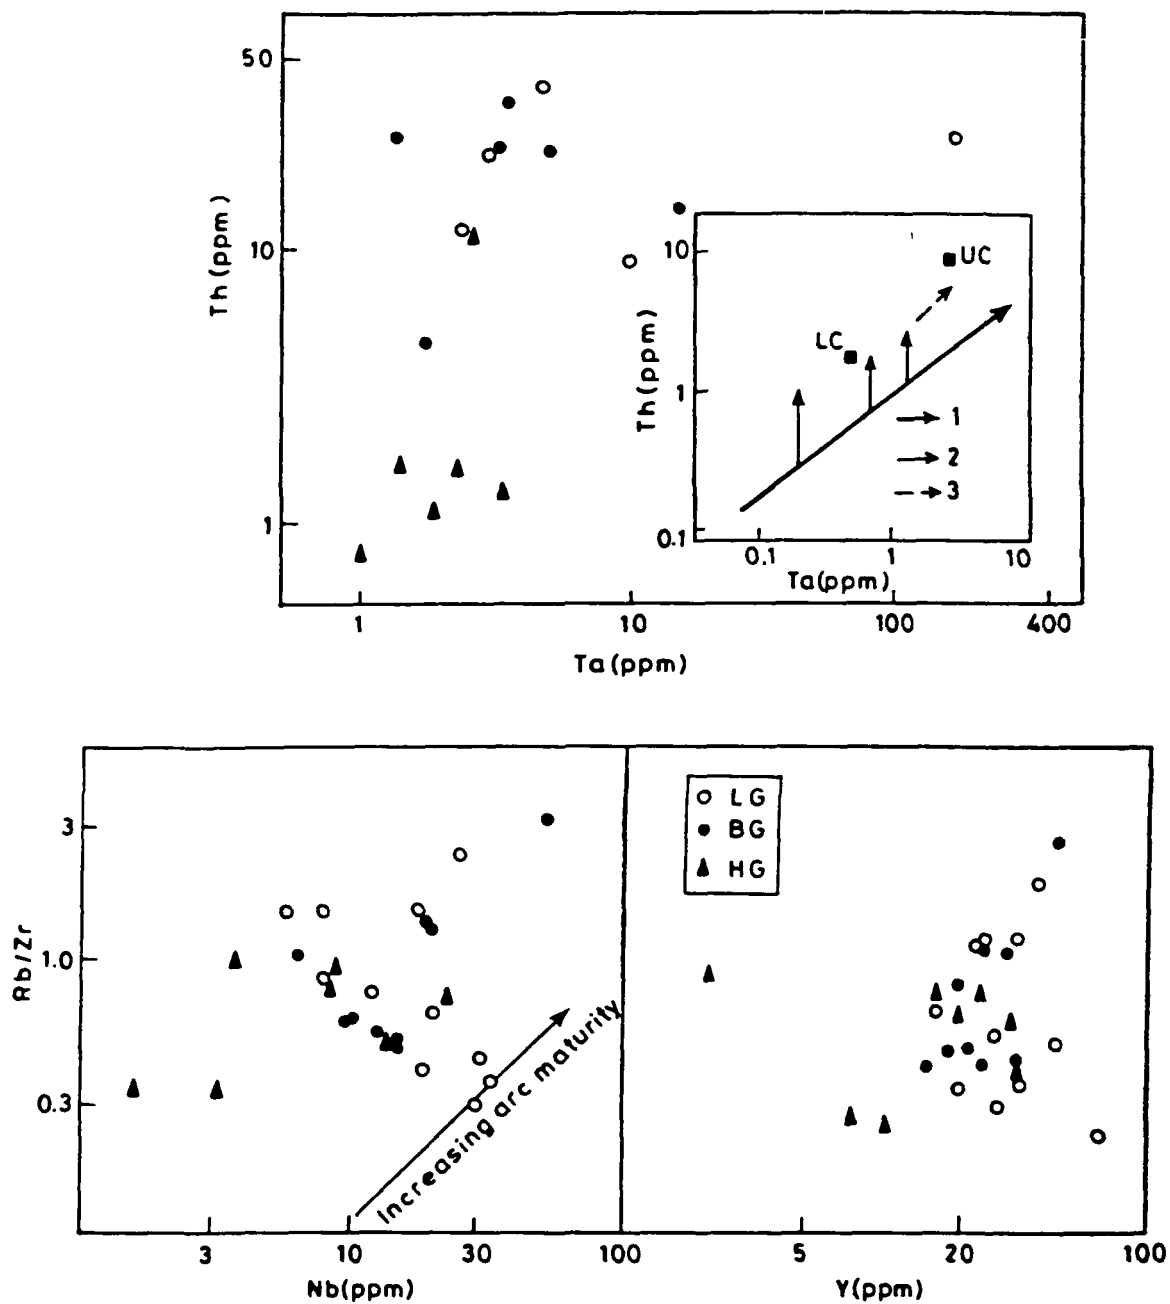 50
10
1
Th(ppm)
1
10
100
400
Ta(ppm)
10
1
0.1
Th(ppm)
UC
LC
1
2
3
0.1
1
10
Ta(ppm)
3
1.0
0.3
Rb/Zr
Increasing arc maturity
3
10
30
100
Nb(ppm)
LG
BG
HG
5
20
100
Y(ppm)